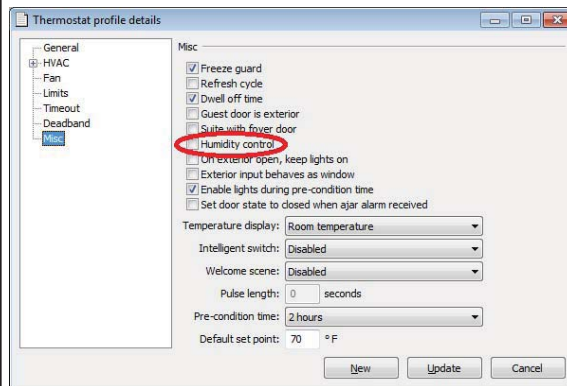 Thermostat profile details
General
HVAC
Fan
Limits
Timeout
Deadband
Misc
Misc
Freeze guard
Refresh cycle
Dwell off time
Guest door is exterior
Suite with foyer door
Humidity control
On exterior open, keep lights on
Exterior input behaves as window
Enable lights during pre-condition time
Set door state to closed when ajar alarm received
Temperature display: Room temperature
Intelligent switch: Disabled
Welcome scene: Disabled
Pulse length: 0 seconds
Pre-condition time: 2 hours
Default set point: 70 ° F
New Update Cancel